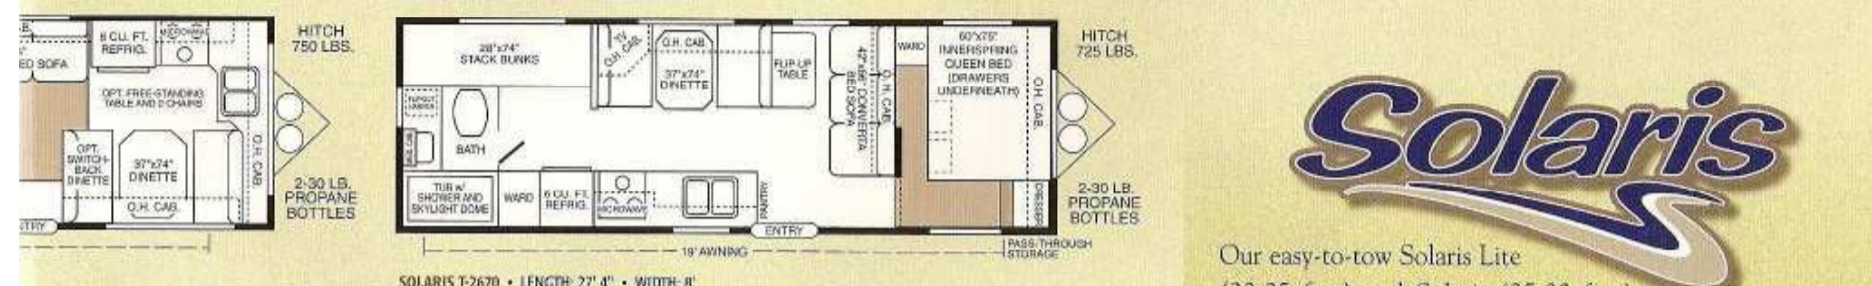 6 CU. FT.
REFRIG.
MICROWAVE
ED SOFA
OPT. FREE-STANDING
TABLE AND 2 CHAIRS
OPT.
SWITCH-
BACK
DINETTE
37"x74"
DINETTE
O.H. CAB.
O.H. CAB.
HITCH
750 LBS.
2-30 LB.
PROPANE
BOTTLES
28"x74"
STACK BUNKS
TV
O.H. CAB.
O.H. CAB.
37"x74"
DINETTE
FLIP-UP
TABLE
42"x66" CONVERTA
BED SOFA
O.H. CAB.
WARD
60"x75"
INNERSPRING
QUEEN BED
(DRAWERS
UNDERNEATH)
O.H. CAB.
DRESSER
BATH
TUB w/
SHOWER AND
SKYLIGHT DOME
WARD
6 CU. FT.
REFRIG.
MICROWAVE
PANTRY
ENTRY
19' AWNING
PASS-THROUGH
STORAGE
HITCH
725 LBS.
2-30 LB.
PROPANE
BOTTLES
SOLARIS T-2670 • LENGTH: 27' 4" • WIDTH: 8'
Solaris
Our easy-to-tow Solaris Lite